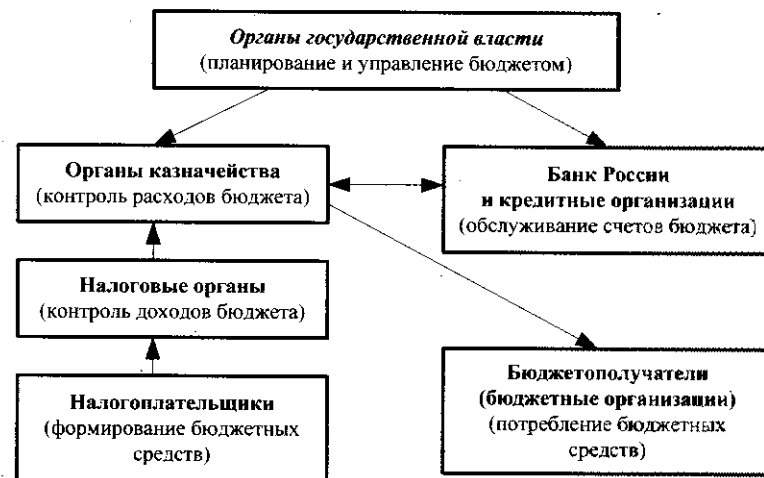 Органы государственной власти
(планирование и управление бюджетом)
Органы казначейства
(контроль расходов бюджета)
Банк России
и кредитные организации
(обслуживание счетов бюджета)
Налоговые органы
(контроль доходов бюджета)
Налогоплательщики
(формирование бюджетных
средств)
Бюджетополучатели
(бюджетные организации)
(потребление бюджетных
средств)